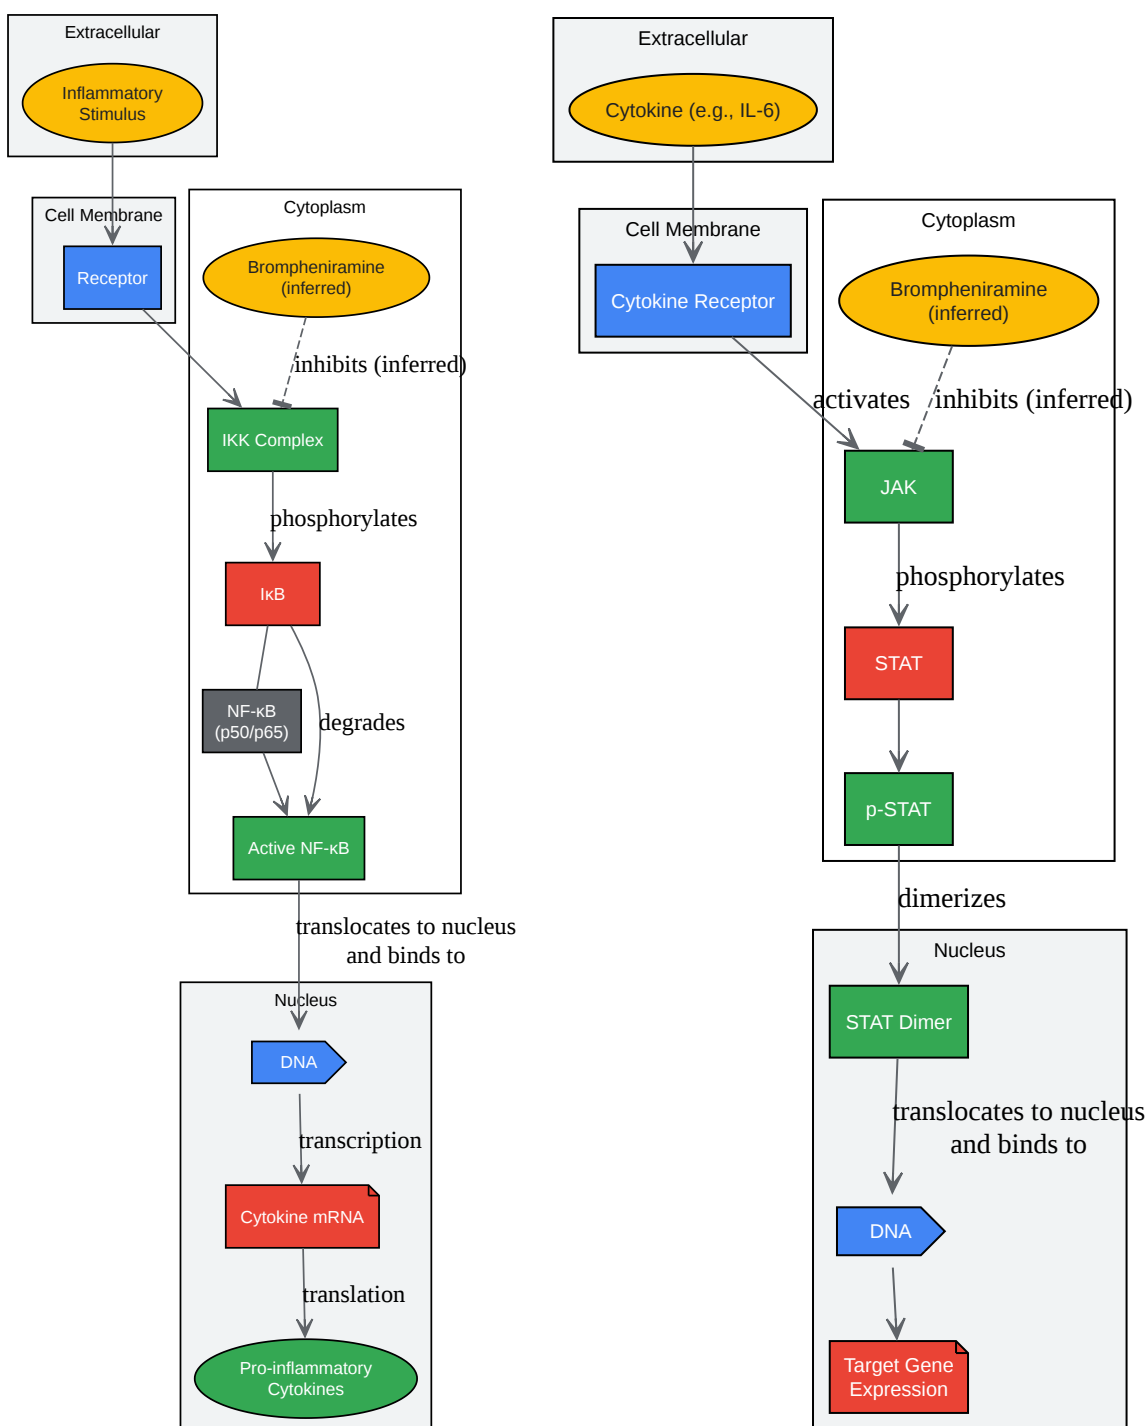 Extracellular
Inflammatory
Stimulus
Cell Membrane
Receptor
Cytoplasm
Brompheniramine
(inferred)
inhibits (inferred)
IKK Complex
phosphorylates
IκB
NF-κB
(p50/p65)
degrades
Active NF-κB
translocates to nucleus
and binds to
Nucleus
DNA
transcription
Cytokine mRNA
translation
Pro-inflammatory
Cytokines
Extracellular
Cytokine (e.g., IL-6)
Cell Membrane
Cytokine Receptor
Cytoplasm
Brompheniramine
(inferred)
activates
inhibits (inferred)
JAK
phosphorylates
STAT
p-STAT
dimerizes
Nucleus
STAT Dimer
translocates to nucleus
and binds to
DNA
Target Gene
Expression